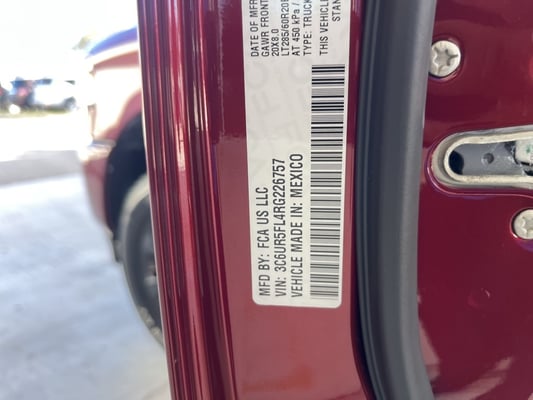 DATE OF MFR
GAWR FRONT
20X8.0
LT285/60R20
AT 450 kPa /
TYPE: TRUCK
THIS VEHICLE
STAN
MFD BY: FCA US LLC
VIN: 3C6UR5FL4RG226757
VEHICLE MADE IN: MEXICO